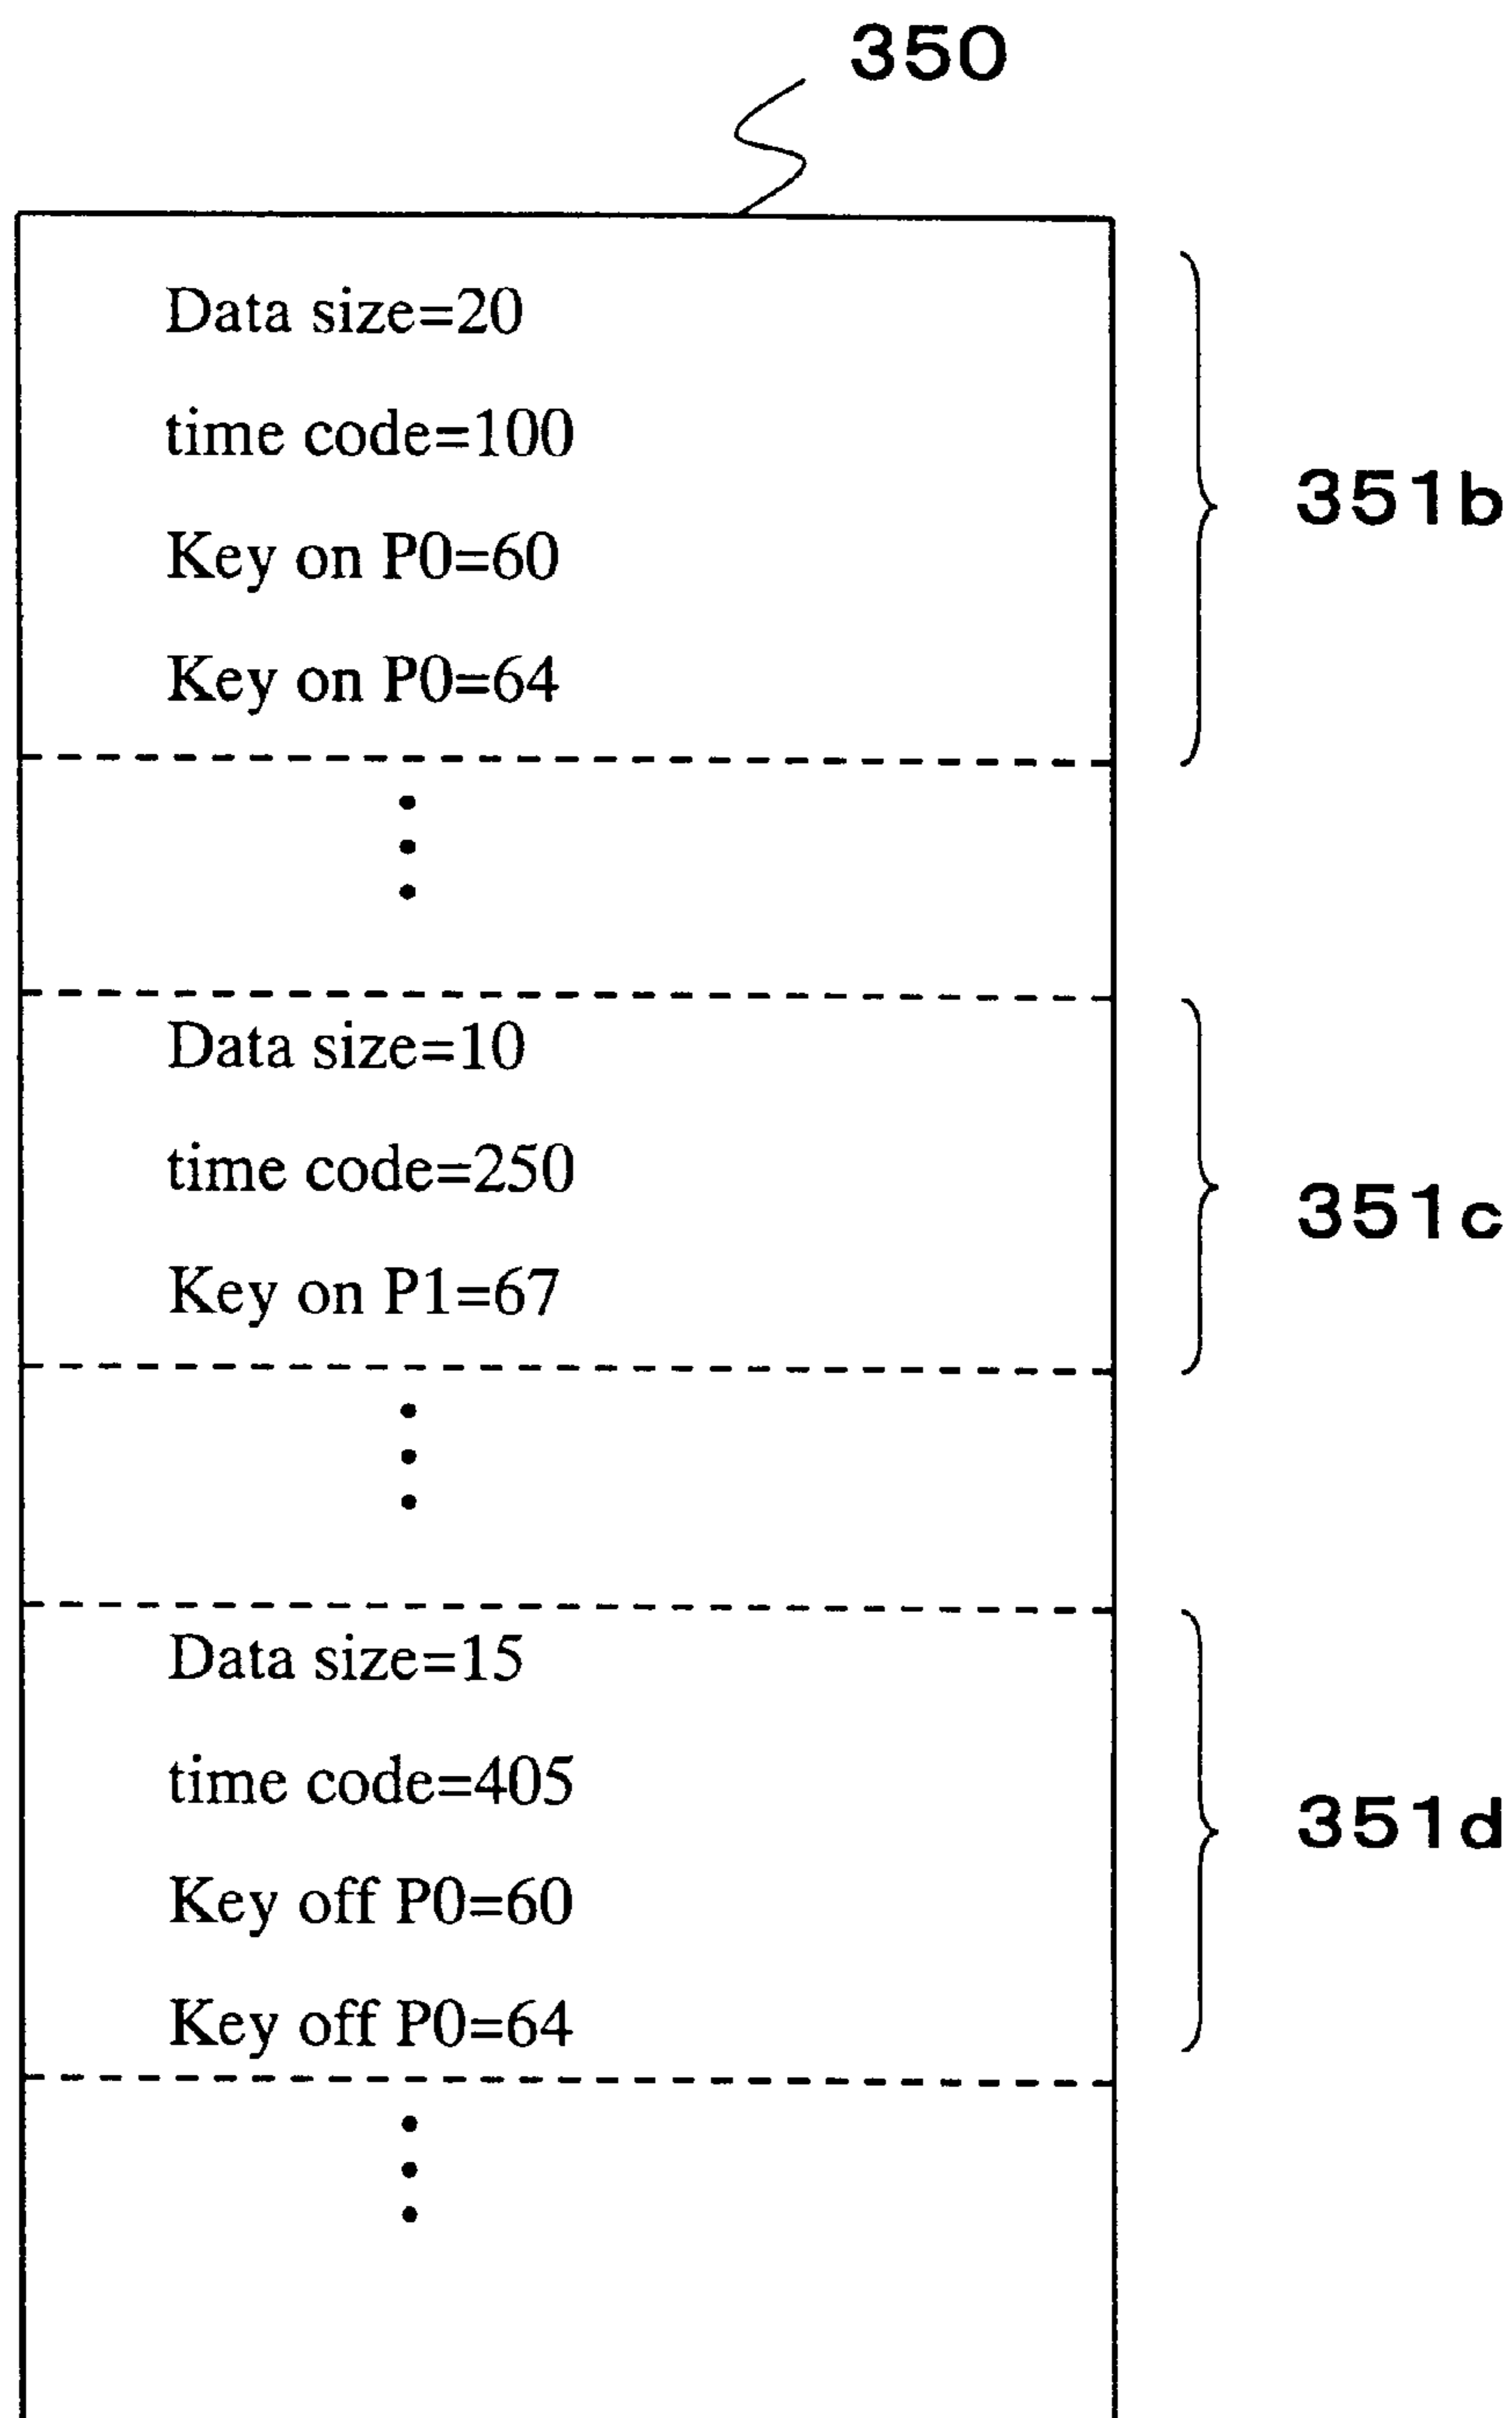 350
Data size=20
time code=100
Key on P0=60
Key on P0=64
351b
Data size=10
time code=250
Key on P1=67
351c
Data size=15
time code=405
Key off P0=60
Key off P0=64
351d